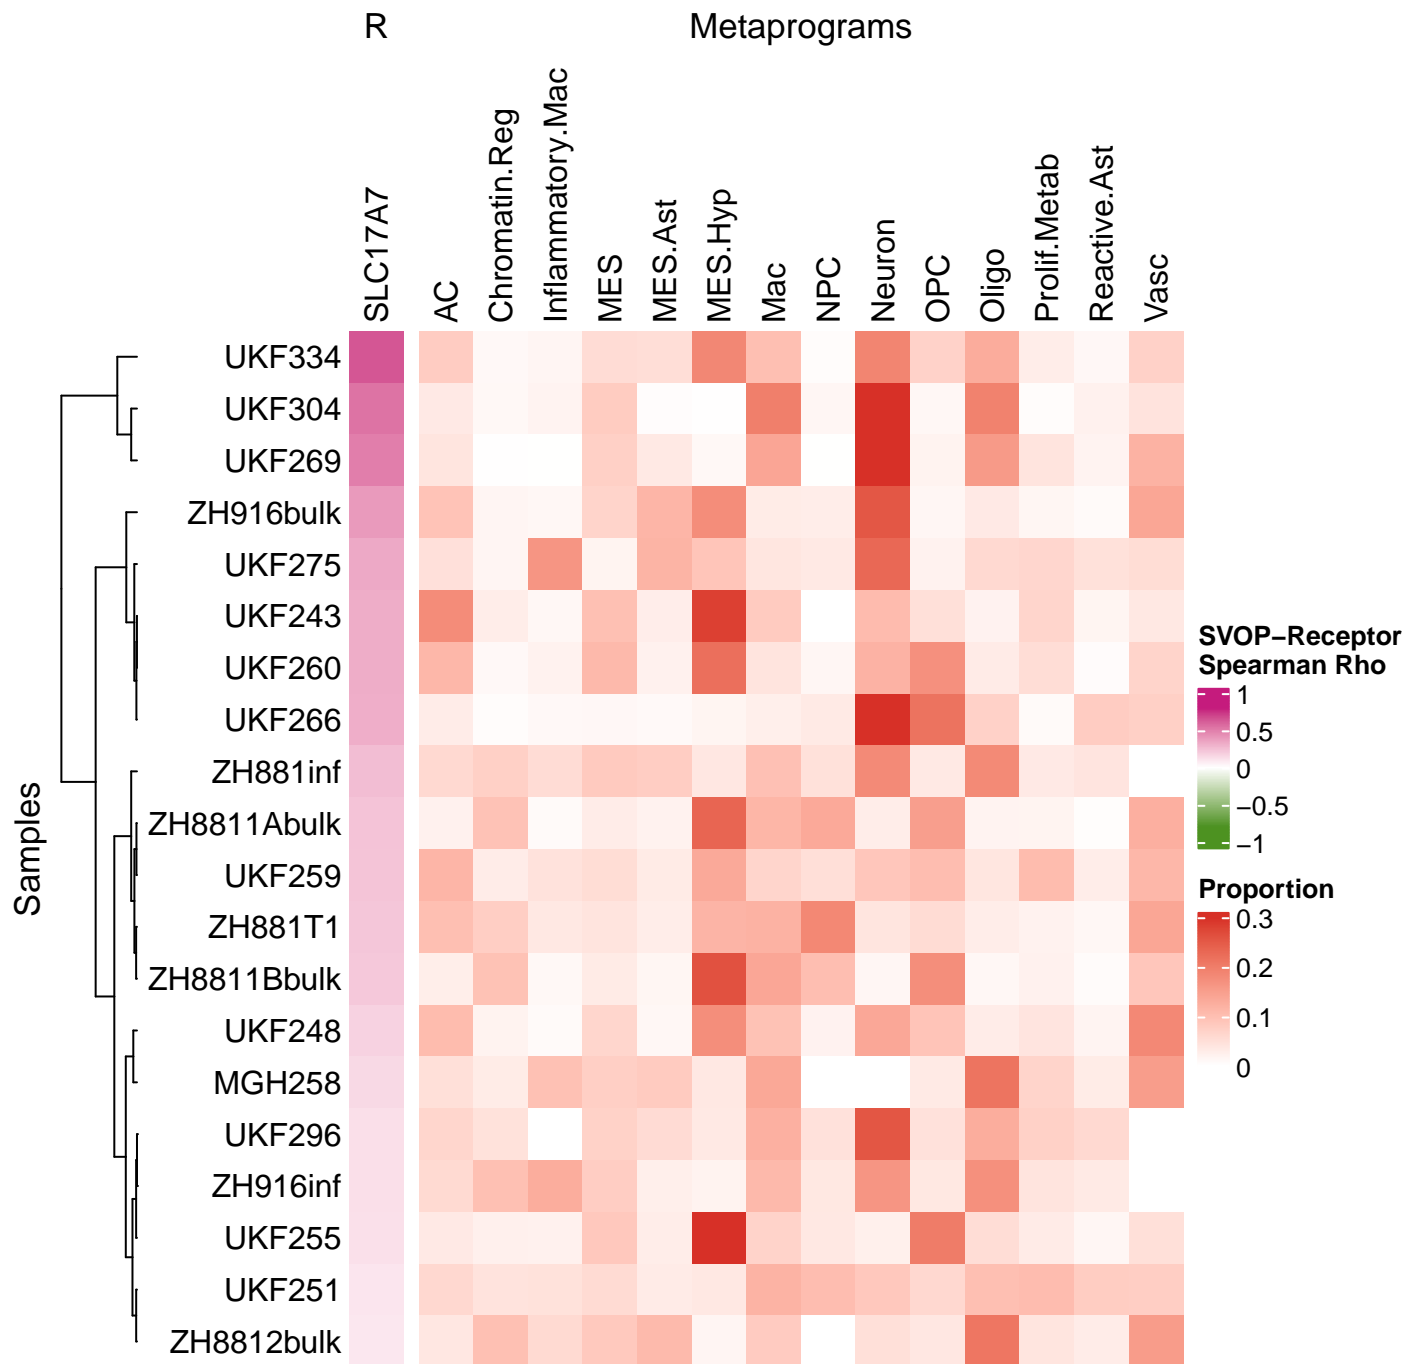 R
Metaprograms
SLC17A7
AC
Chromatin.Reg
Inflammatory.Mac
MES
MES.Ast
MES.Hyp
Mac
NPC
Neuron
OPC
Oligo
Prolif.Metab
Reactive.Ast
Vasc
Samples
UKF334
UKF304
UKF269
ZH916bulk
UKF275
UKF243
UKF260
UKF266
ZH881inf
ZH8811Abulk
UKF259
ZH881T1
ZH8811Bbulk
UKF248
MGH258
UKF296
ZH916inf
UKF255
UKF251
ZH8812bulk
SVOP−Receptor
Spearman Rho
1
0.5
0
−0.5
−1
Proportion
0.3
0.2
0.1
0